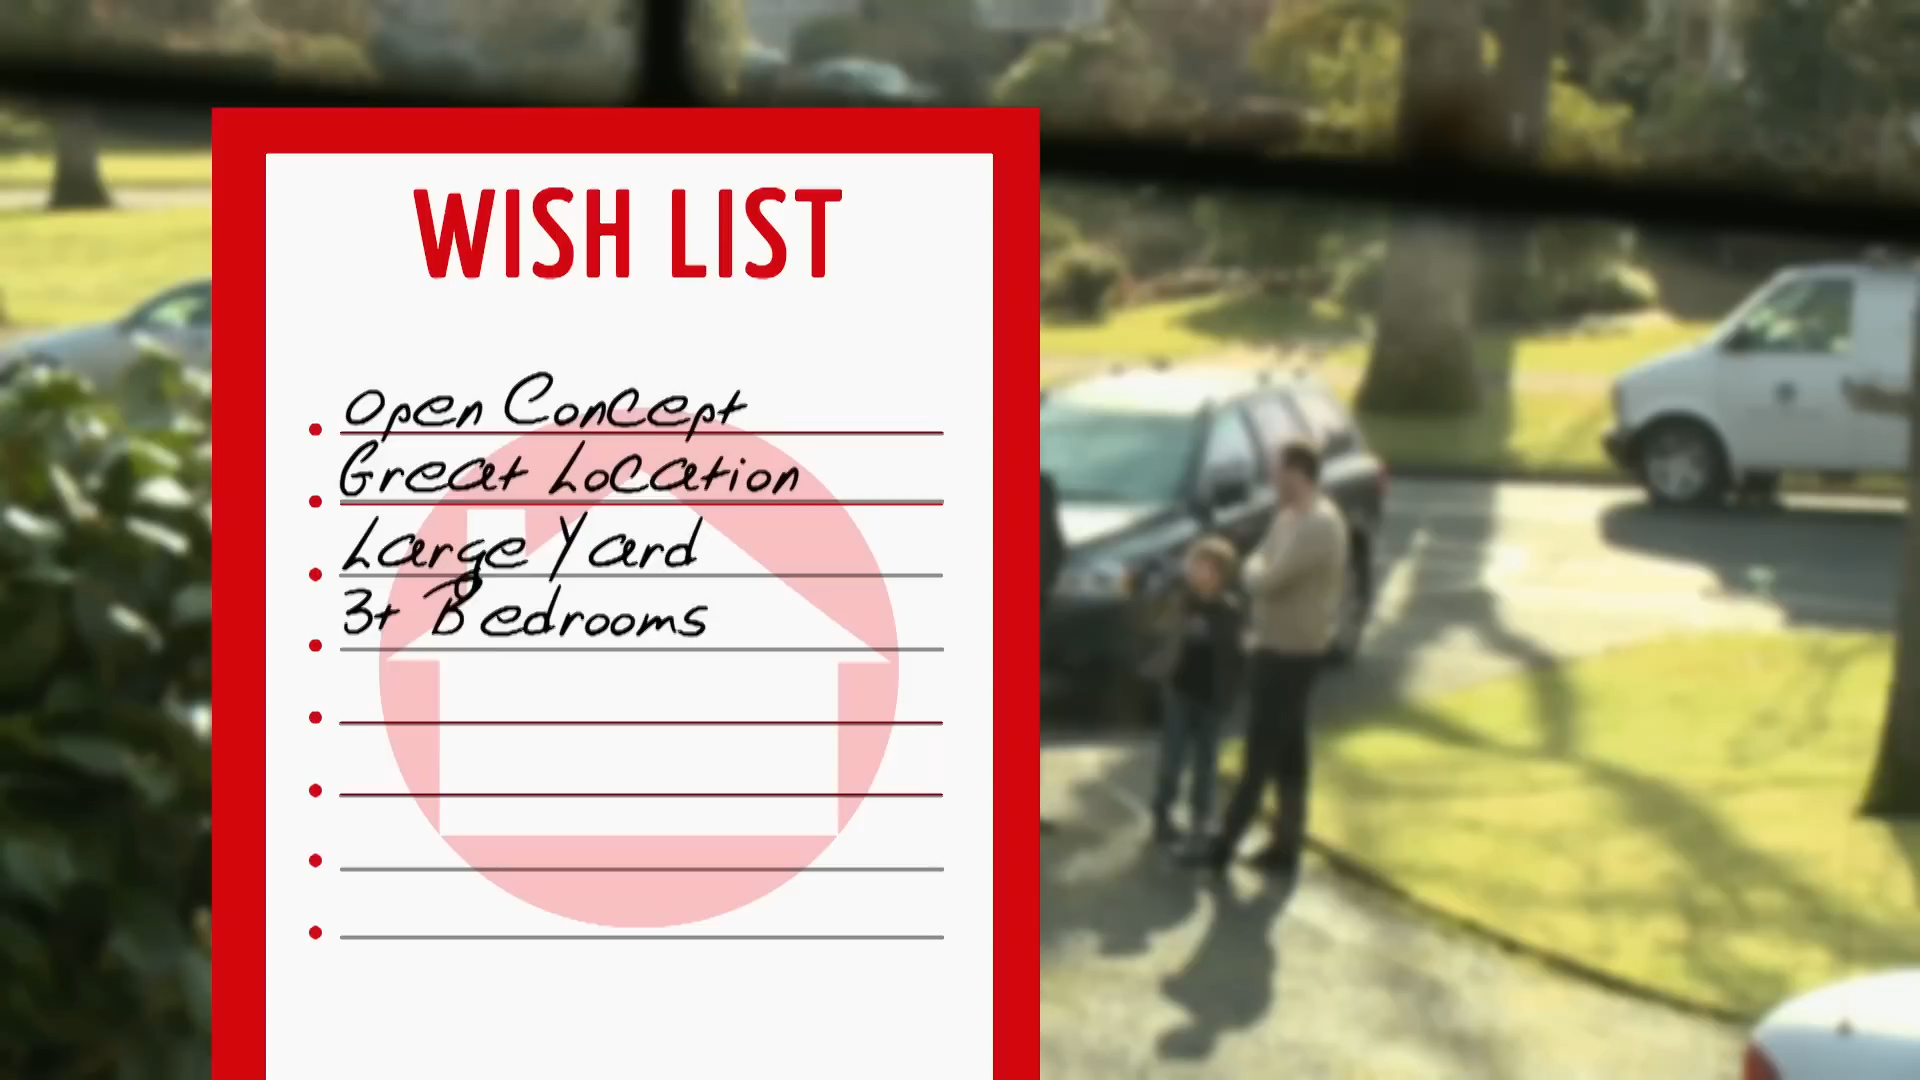 WISH LIST
Open Concept
Great Location
Large Yard
3+ Bedrooms